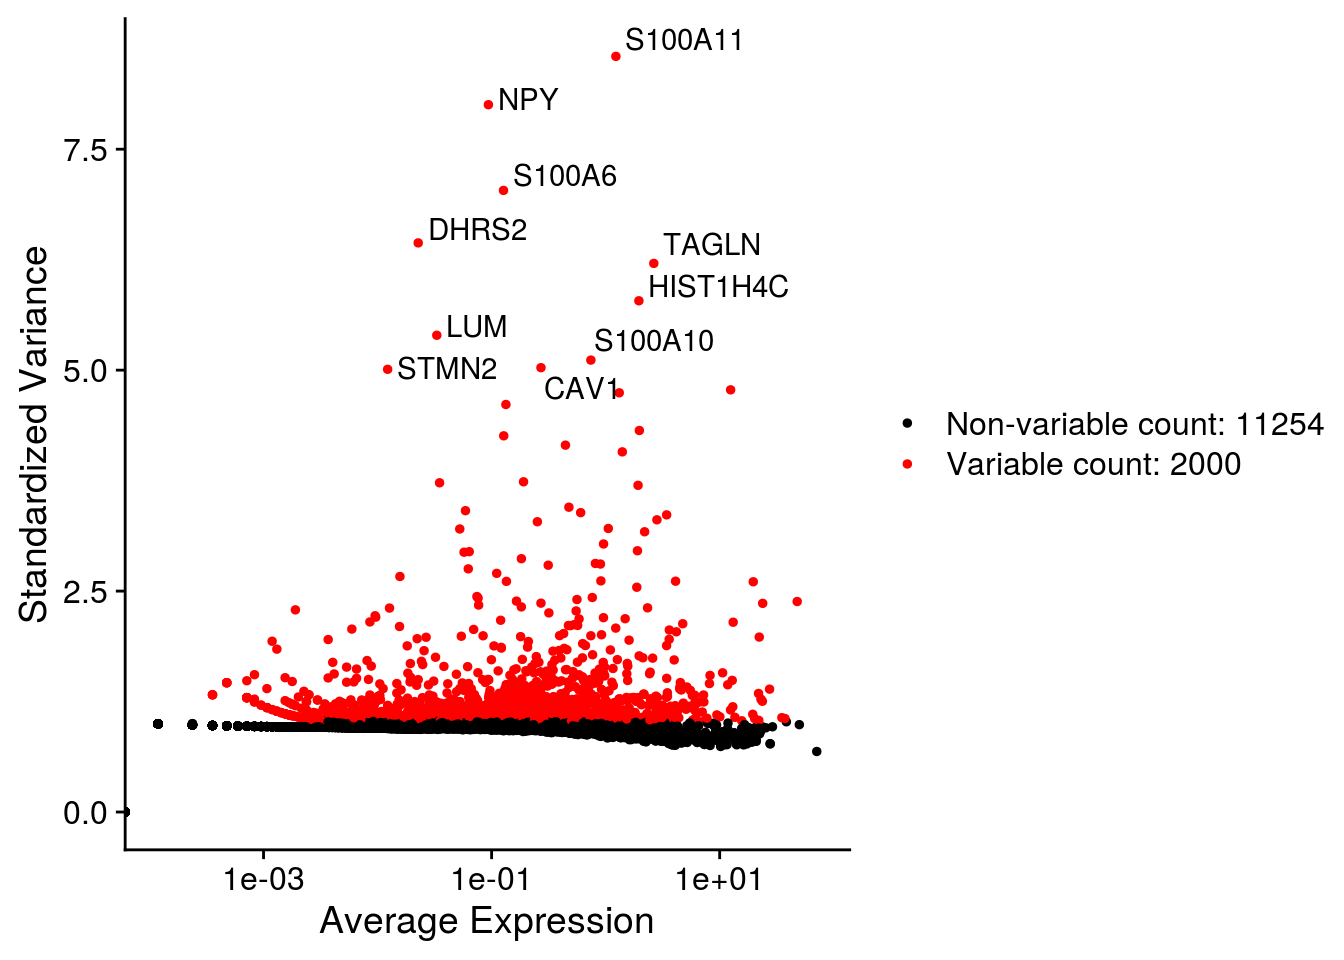 S100A11
NPY
7.5
S100A6
DHRS2
TAGLN
HIST1H4C
LUM
S100A10
5.0
STMN2
CAV1
Standardized Variance
Non-variable count: 11254
Variable count: 2000
2.5
0.0
1e-03
1e-01
1e+01
Average Expression